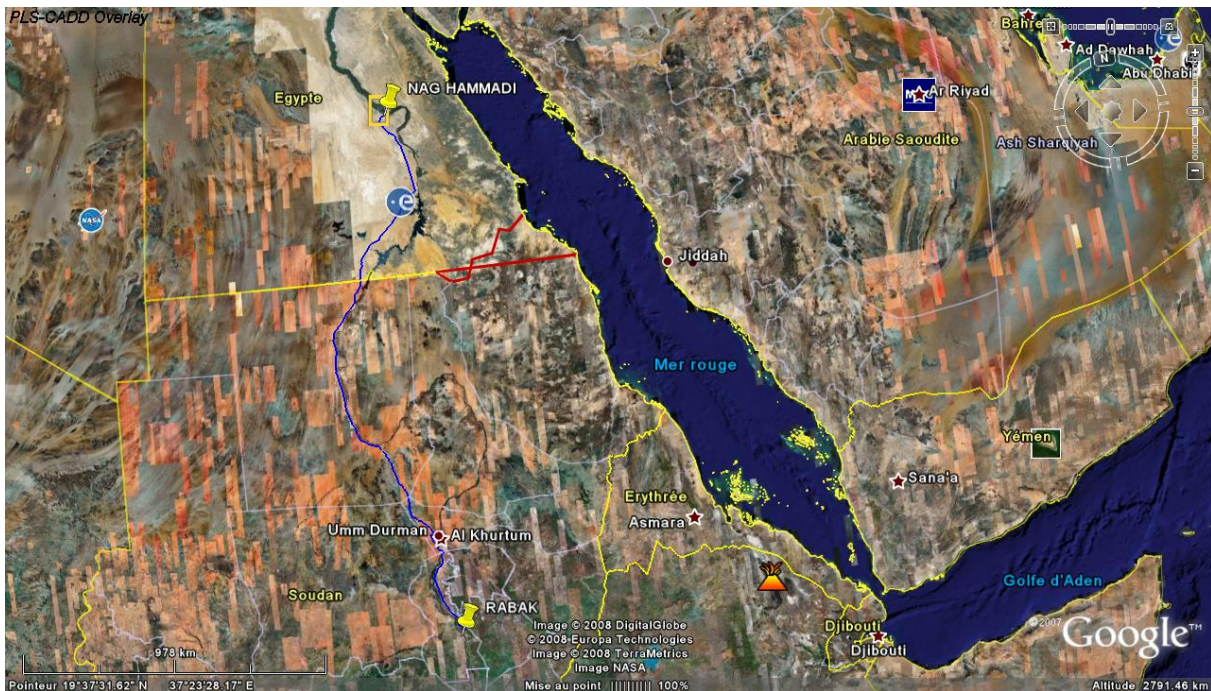 PLS-CADD Overlay
Bahreïn
Ad Dawhah
Abu Dhabi
N
NAG HAMMADI
Egypte
Ar Riyad
Arabie Saoudite
Ash Sharqiyah
NASA
Jiddah
Mer rouge
Yémen
Sana'a
Erythrée
Asmara
Umm Durman
Al Khurtum
Golfe d'Aden
Soudan
RABAK
Djibouti
Djibouti
Image © 2008 DigitalGlobe
© 2008 Europa Technologies
Image © 2008 TerraMetrics
Image NASA
© 2007 Google™
978 km
Pointeur 19°37'31.62" N 37°23'28.17" E
Mise au point |||||||||| 100%
Altitude 2791.46 km